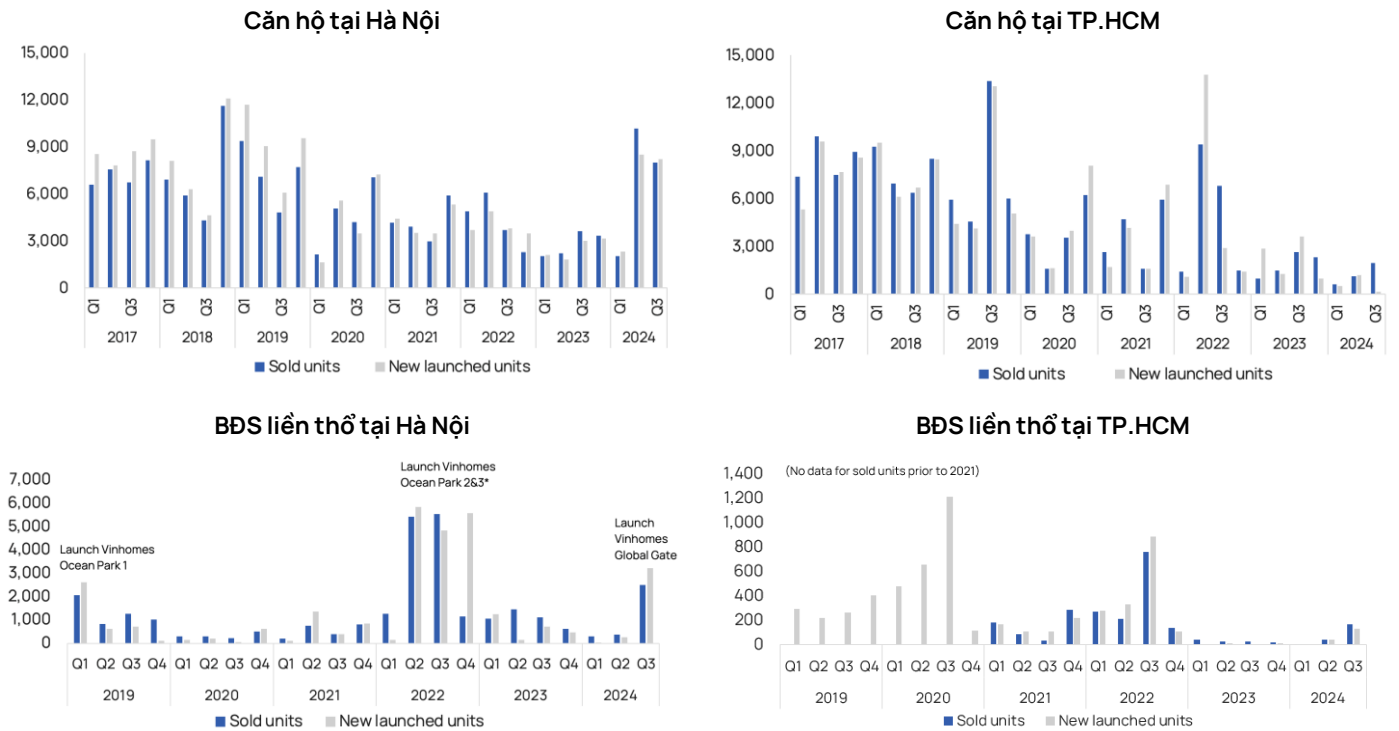 Căn hộ tại Hà Nội
15,000
12,000
9,000
6,000
3,000
0
Q1 Q3 Q1 Q3 Q1 Q3 Q1 Q3 Q1 Q3 Q1 Q3 Q1 Q3 Q1 Q3
2017 2018 2019 2020 2021 2022 2023 2024
Sold units New launched units
Căn hộ tại TP.HCM
15,000
12,000
9,000
6,000
3,000
0
Q1 Q3 Q1 Q3 Q1 Q3 Q1 Q3 Q1 Q3 Q1 Q3 Q1 Q3 Q1 Q3
2017 2018 2019 2020 2021 2022 2023 2024
Sold units New launched units
BĐS liền thổ tại Hà Nội
7,000
6,000
5,000
4,000
3,000
2,000
1,000
0
Launch Vinhomes
Ocean Park 1
Launch Vinhomes
Ocean Park 2&3*
Launch
Vinhomes
Global Gate
Q1 Q2 Q3 Q4 Q1 Q2 Q3 Q4 Q1 Q2 Q3 Q4 Q1 Q2 Q3 Q4 Q1 Q2 Q3 Q4 Q1 Q2 Q3
2019 2020 2021 2022 2023 2024
Sold units New launched units
BĐS liền thổ tại TP.HCM
(No data for sold units prior to 2021)
1,400
1,200
1,000
800
600
400
200
0
Q1 Q2 Q3 Q4 Q1 Q2 Q3 Q4 Q1 Q2 Q3 Q4 Q1 Q2 Q3 Q4 Q1 Q2 Q3 Q4 Q1 Q2 Q3
2019 2020 2021 2022 2023 2024
Sold units New launched units